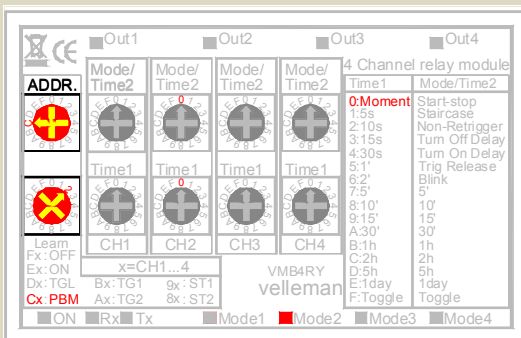 Out1 Out2 Out3 Out4
4 Channel relay module
ADDR.
Mode/Time2 Mode/Time2 Mode/Time2 Mode/Time2
Time1 Mode/Time2
0:Moment Start-stop
1:5s Staircase
2:10s Non-Retrigger
3:15s Turn Off Delay
4:30s Turn On Delay
5:1' Trig Release
6:2' Blink
7:5' 5'
8:10' 10'
9:15' 15'
A:30' 30'
B:1h 1h
C:2h 2h
D:5h 5h
E:1day 1day
F:Toggle Toggle
Time1 Time1 Time1 Time1
Learn
Fx:OFF
Ex:ON
Dx:TGL
Cx:PBM
CH1 CH2 CH3 CH4
x=CH1...4
Bx:TG1 9x:ST1
Ax:TG2 8x:ST2
VMB4RY
velleman
ON Rx Tx Mode1 Mode2 Mode3 Mode4